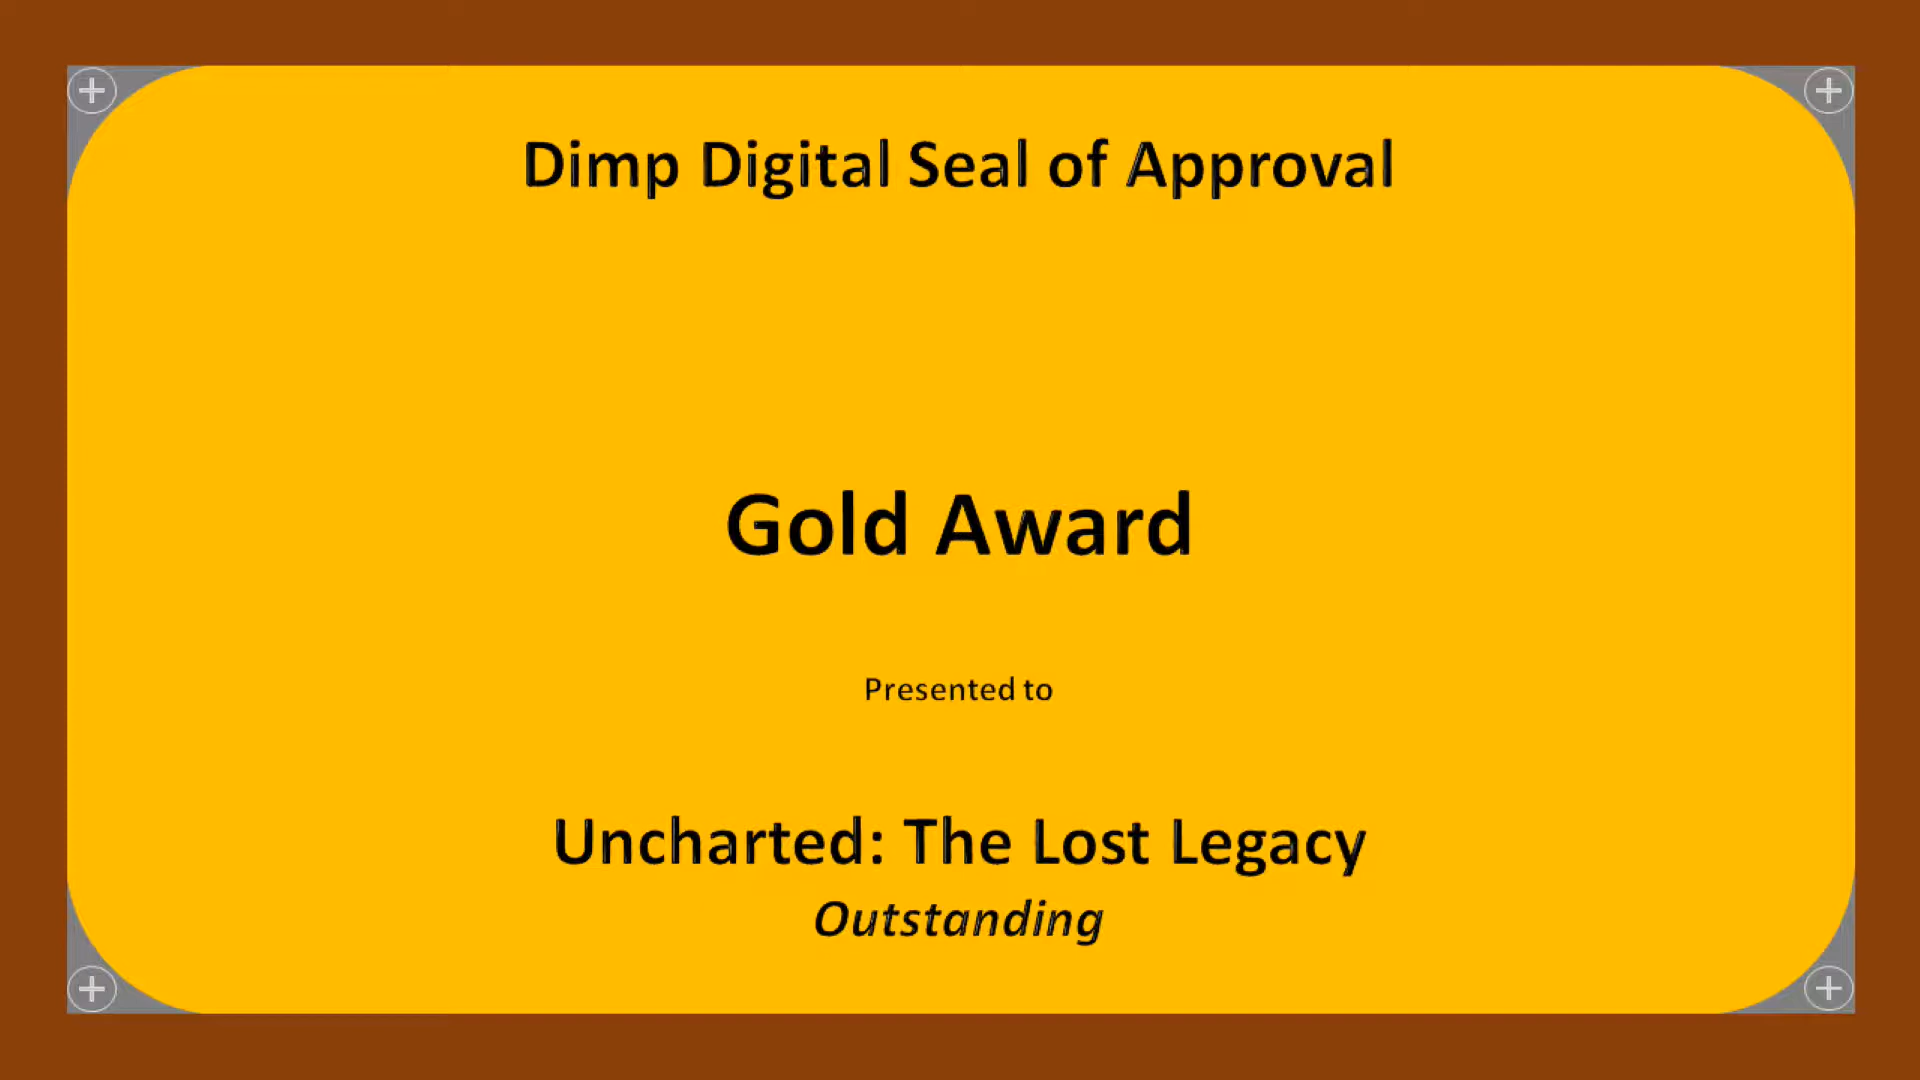 Dimp Digital Seal of Approval
Gold Award
Presented to
Uncharted: The Lost Legacy
Outstanding